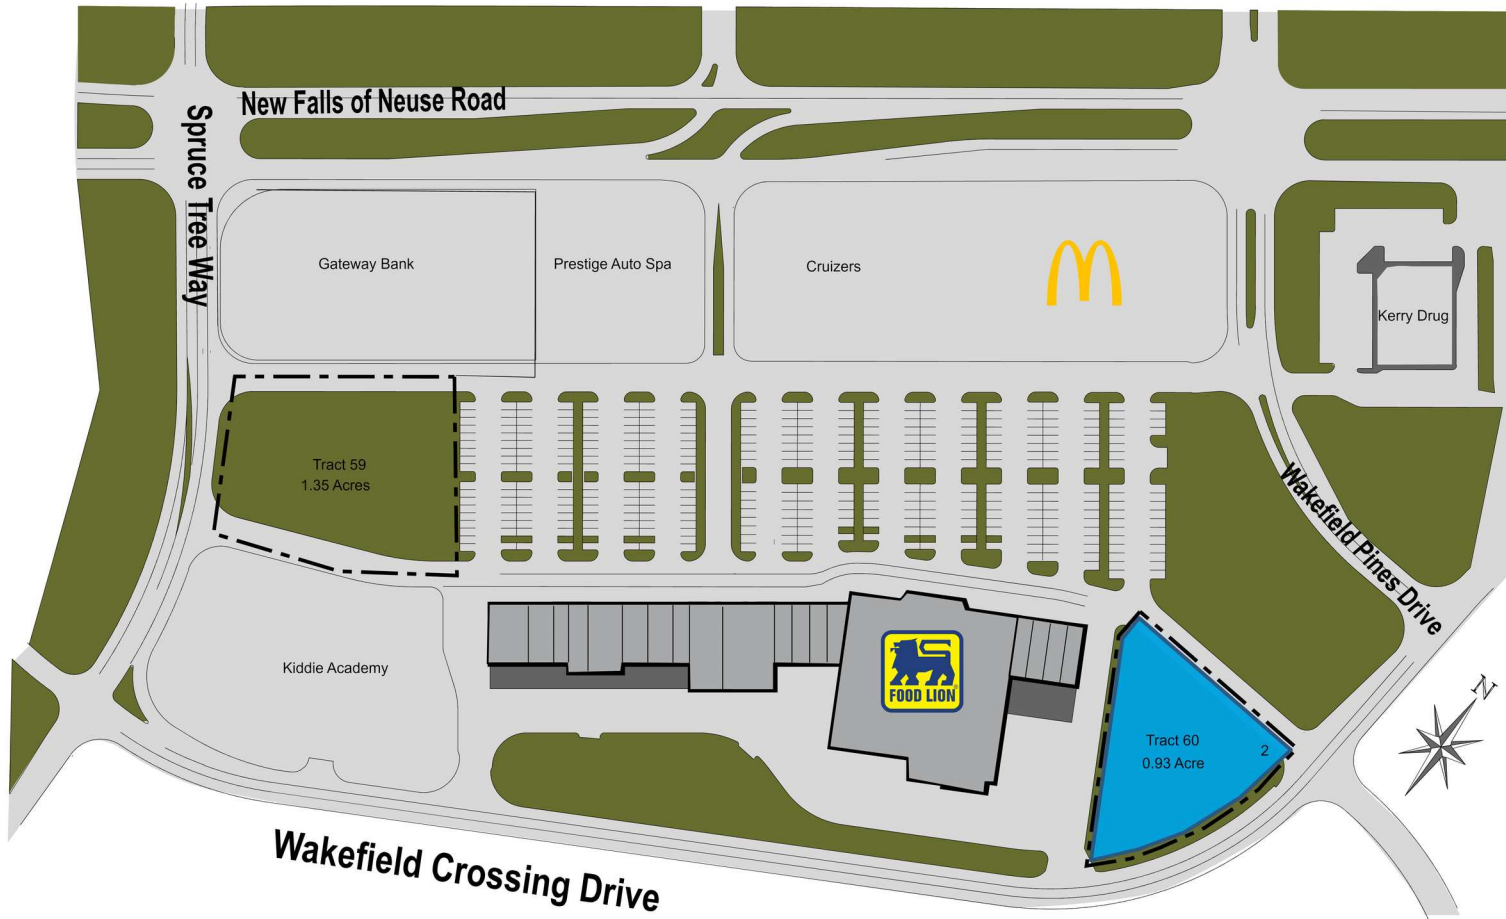 New Falls of Neuse Road
Spruce Tree Way
Gateway Bank
Prestige Auto Spa
Cruizers
Kerry Drug
Tract 59
1.35 Acres
Wakefield Pines Drive
Kiddie Academy
FOOD LION
N
Tract 60
0.93 Acre
2
Wakefield Crossing Drive